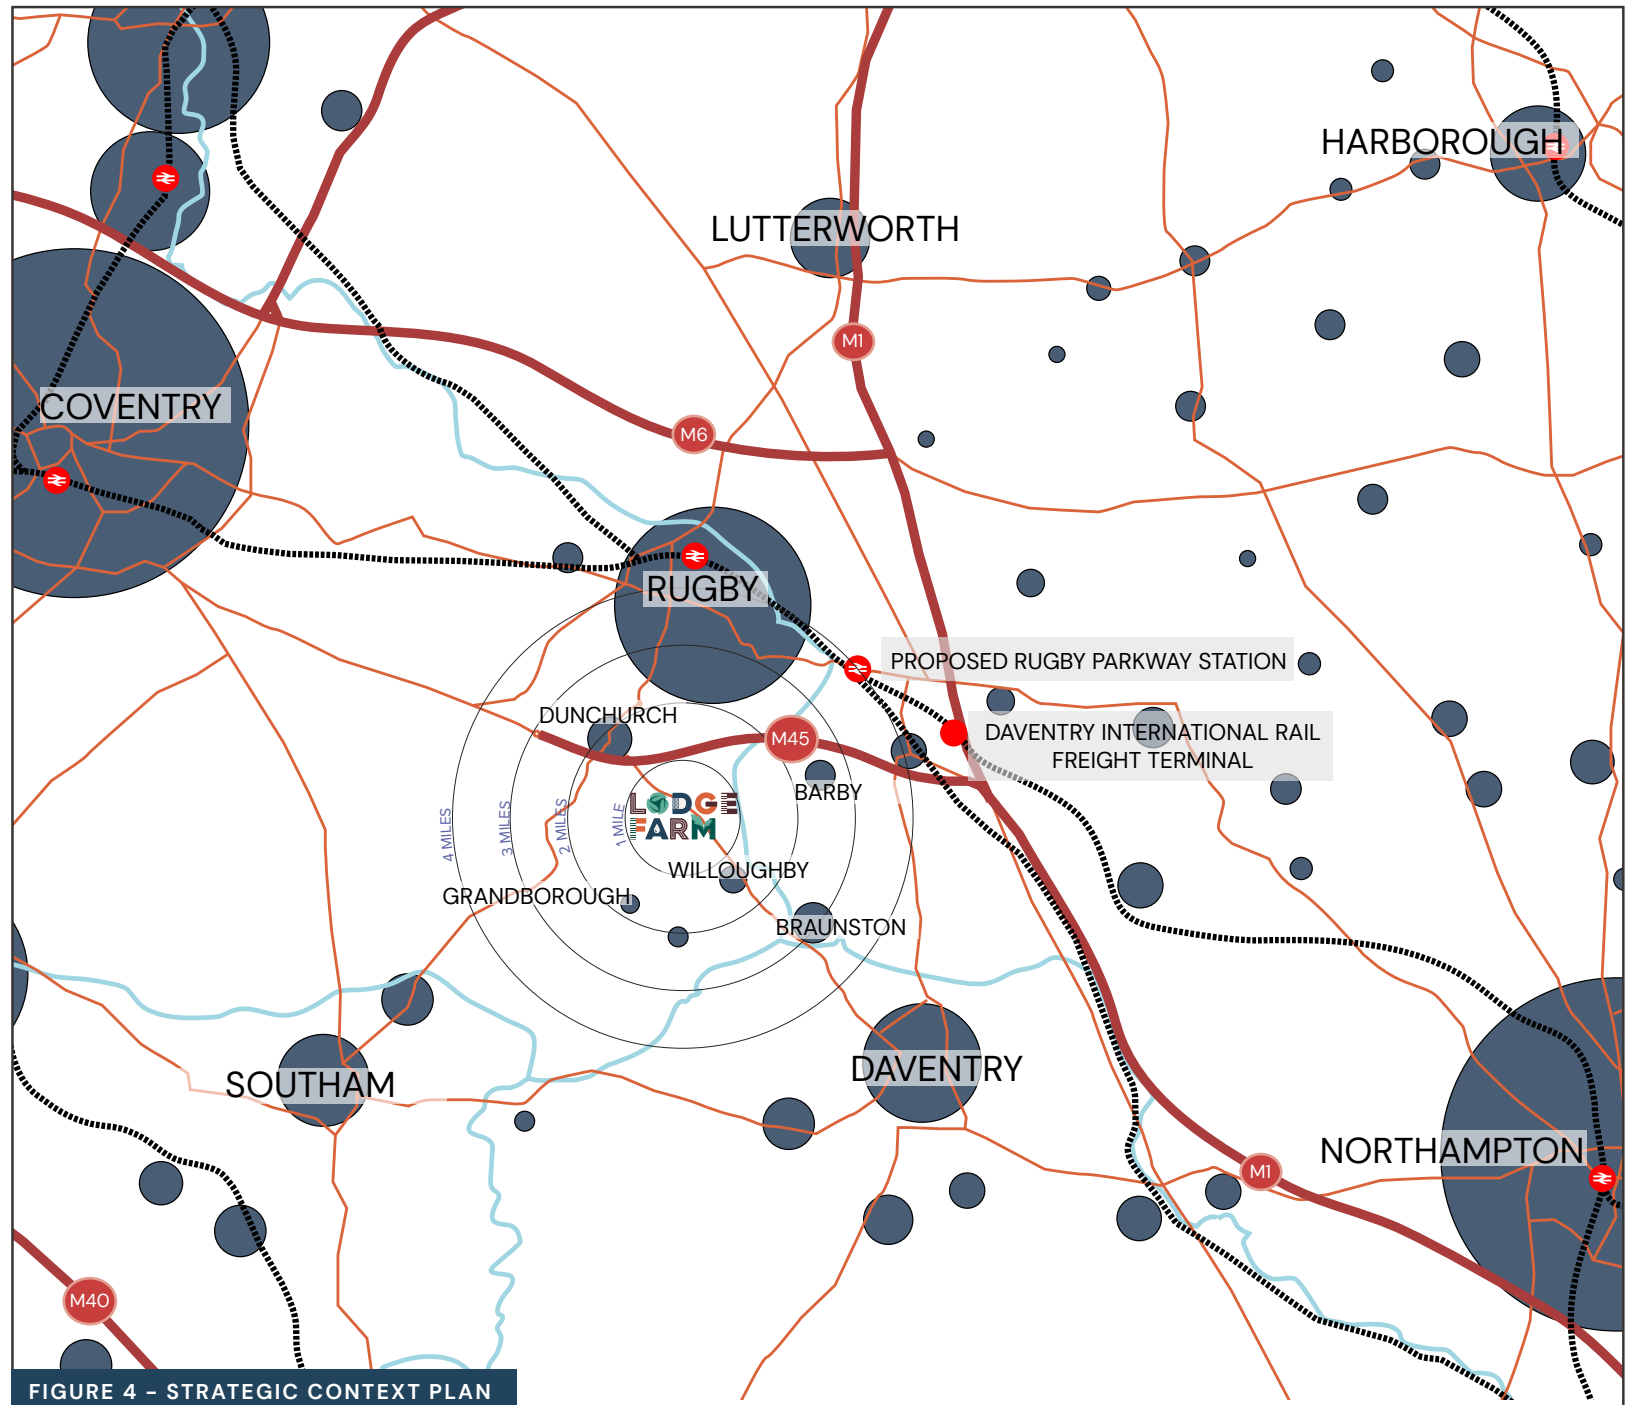 HARBOROUGH
LUTTERWORTH
M1
COVENTRY
M6
RUGBY
PROPOSED RUGBY PARKWAY STATION
DUNCHURCH
M45
DAVENTRY INTERNATIONAL RAIL
FREIGHT TERMINAL
BARBY
4 MILES
3 MILES
2 MILES
1 MILE
LODGE
FARM
WILLOUGHBY
GRANDBOROUGH
BRAUNSTON
DAVENTRY
SOUTHAM
NORTHAMPTON
M1
M40
FIGURE 4 - STRATEGIC CONTEXT PLAN